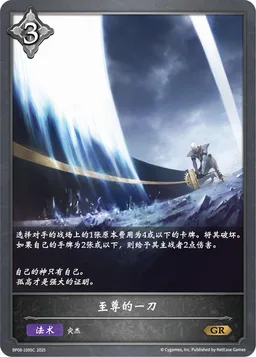 3
选择对手的战场上的1张原本费用为4或以下的卡牌。将其破坏。
如果自己的手牌为2张或以下，则给予其主战者2点伤害。
自己的神只有自己。
孤高才是强大的证明。
至尊的一刀
法术
GR
© Cygames, Inc. Published by NetEase Games